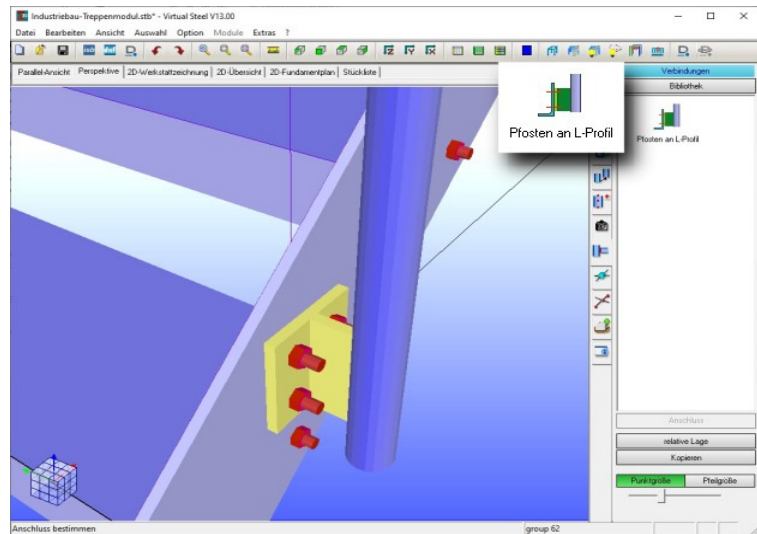 Industriebau-Treppenmodul.stb* - Virtual Steel V13.00
Datei Bearbeiten Ansicht Auswahl Option Module Extras ?
Parallel-Ansicht Perspektive 2D-Werkstattzeichnung 2D-Übersicht 2D-Fundamentplan Stückliste
Verbindungen
Bibliothek
Pfosten an L-Profil
Pfosten an L-Profil
Anschluss
relative Lage
Kopieren
Punktgröße Pfeilgröße
Anschluss bestimmen group 62